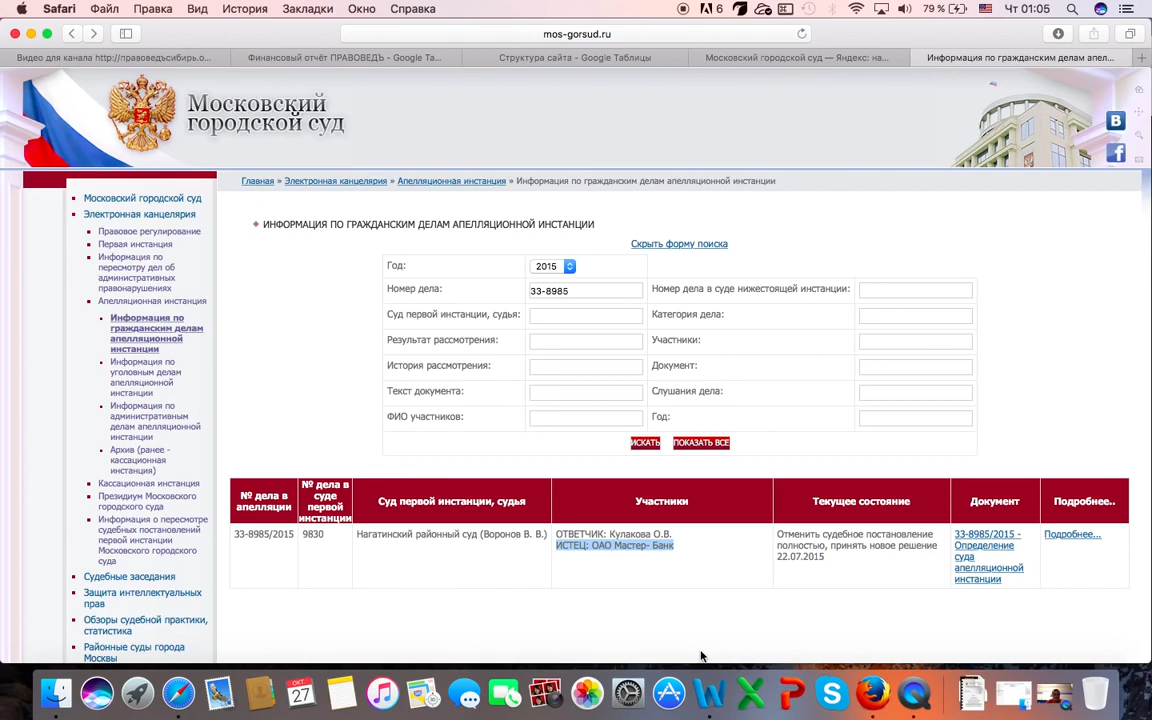 Safari Файл Правка Вид История Закладки Окно Справка 6 79 % Чт 01:05
mos-gorsud.ru
Видео для канала http://правоведъсибирь.о... Финансовый отчёт ПРАВОВЕДЪ - Google Та... Структура сайта - Google Таблицы Московский городской суд — Яндекс: на... Информация по гражданским делам апел...
Московский
городской суд
B
f
Главная » Электронная канцелярия » Апелляционная инстанция » Информация по гражданским делам апелляционной инстанции
Московский городской суд
Электронная канцелярия
Правовое регулирование
Первая инстанция
Информация по
пересмотру дел об
административных
правонарушениях
Апелляционная инстанция
Информация по
гражданским делам
апелляционной
инстанции
Информация по
уголовным делам
апелляционной
инстанции
Информация по
административным
делам апелляционной
инстанции
Архив (ранее -
кассационная
инстанция)
Кассационная инстанция
Президиум Московского
городского суда
Информация о пересмотре
судебных постановлений
первой инстанции
Московского городского
суда
Судебные заседания
Защита интеллектуальных
прав
Обзоры судебной практики,
статистика
Районные суды города
Москвы
ИНФОРМАЦИЯ ПО ГРАЖДАНСКИМ ДЕЛАМ АПЕЛЛЯЦИОННОЙ ИНСТАНЦИИ
Скрыть форму поиска
Год: 2015
Номер дела: 33-8985 Номер дела в суде нижестоящей инстанции:
Суд первой инстанции, судья: Категория дела:
Результат рассмотрения: Участники:
История рассмотрения: Документ:
Текст документа: Слушания дела:
ФИО участников: Год:
ИСКАТЬ ПОКАЗАТЬ ВСЕ
№ дела в
апелляции
№ дела в
суде
первой
инстанции
Суд первой инстанции, судья
Участники
Текущее состояние
Документ
Подробнее..
33-8985/2015
9830
Нагатинский районный суд (Воронов В. В.)
ОТВЕТЧИК: Кулакова О.В.
ИСТЕЦ: ОАО Мастер- Банк
Отменить судебное постановление
полностью, принять новое решение
22.07.2015
33-8985/2015 -
Определение
суда
апелляционной
инстанции
Подробнее...
ОКТ.
27